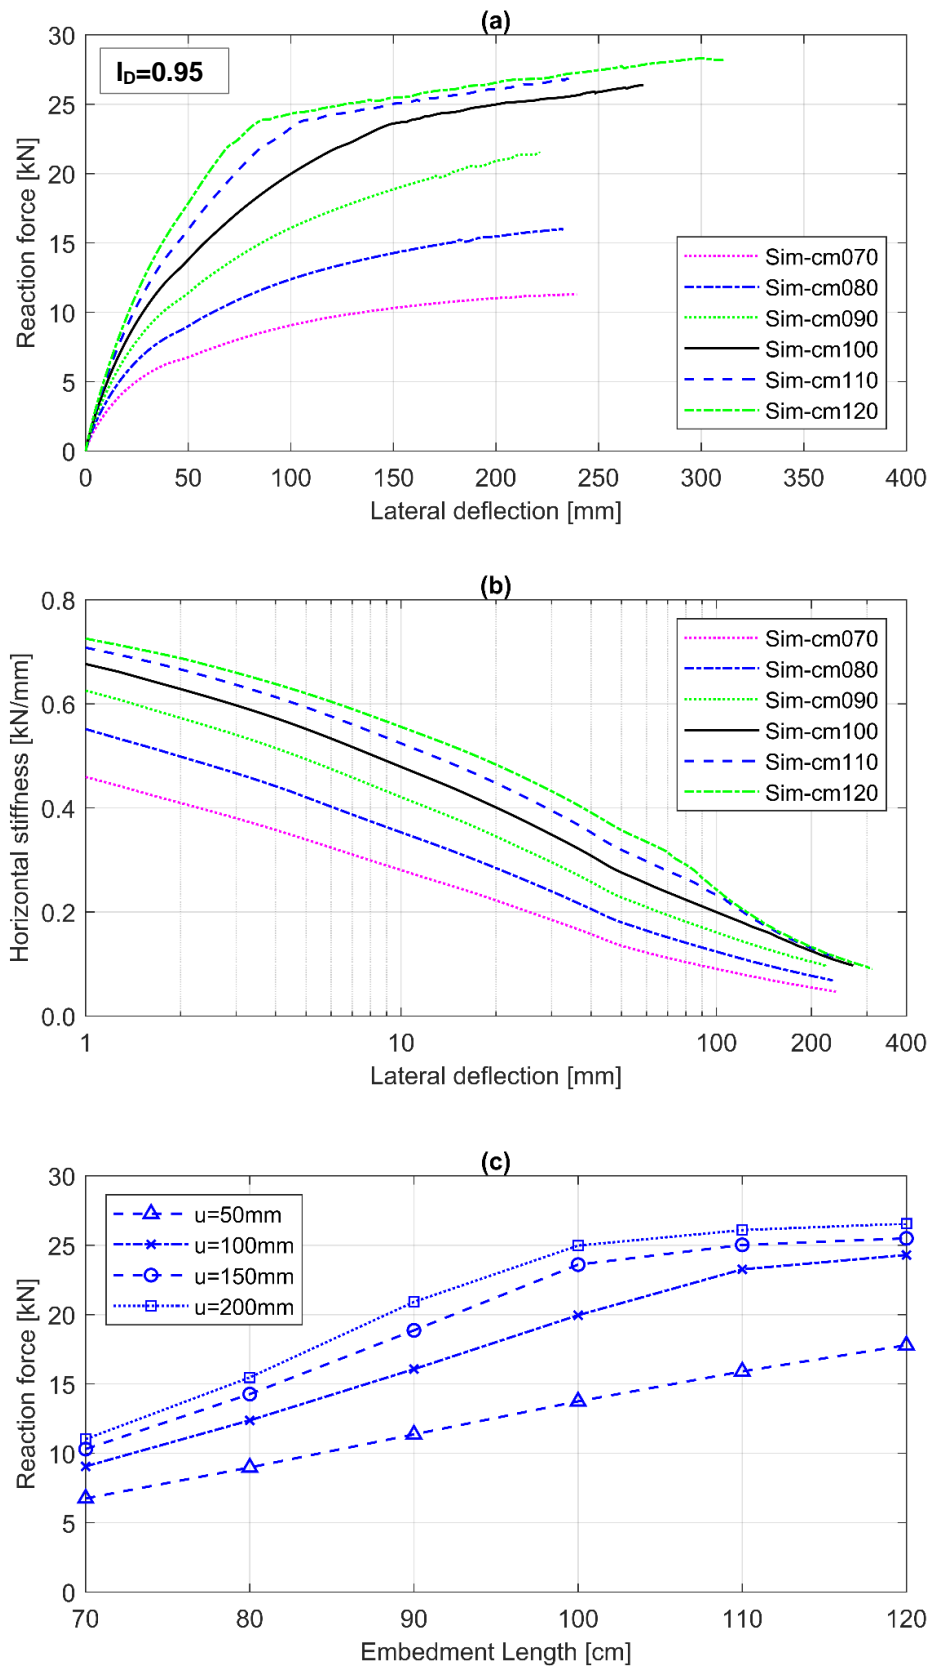 (a)
30
25
20
15
10
5
0
Reaction force [kN]
I_D=0.95
Sim-cm070
Sim-cm080
Sim-cm090
Sim-cm100
Sim-cm110
Sim-cm120
0 50 100 150 200 250 300 350 400
Lateral deflection [mm]
(b)
0.8
0.6
0.4
0.2
0.0
Horizontal stiffness [kN/mm]
Sim-cm070
Sim-cm080
Sim-cm090
Sim-cm100
Sim-cm110
Sim-cm120
1 10 100 200 400
Lateral deflection [mm]
(c)
30
25
20
15
10
5
0
Reaction force [kN]
u=50mm
u=100mm
u=150mm
u=200mm
70 80 90 100 110 120
Embedment Length [cm]